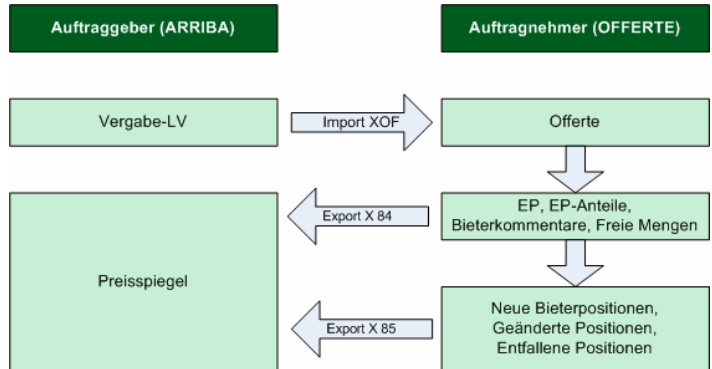 Auftraggeber (ARRIBA)
Auftragnehmer (OFFERTE)
Vergabe-LV
Import XOF
Offerte
Export X 84
EP, EP-Anteile,
Bieterkommentare, Freie Mengen
Preisspiegel
Export X 85
Neue Bieterpositionen,
Geänderte Positionen,
Entfallene Positionen